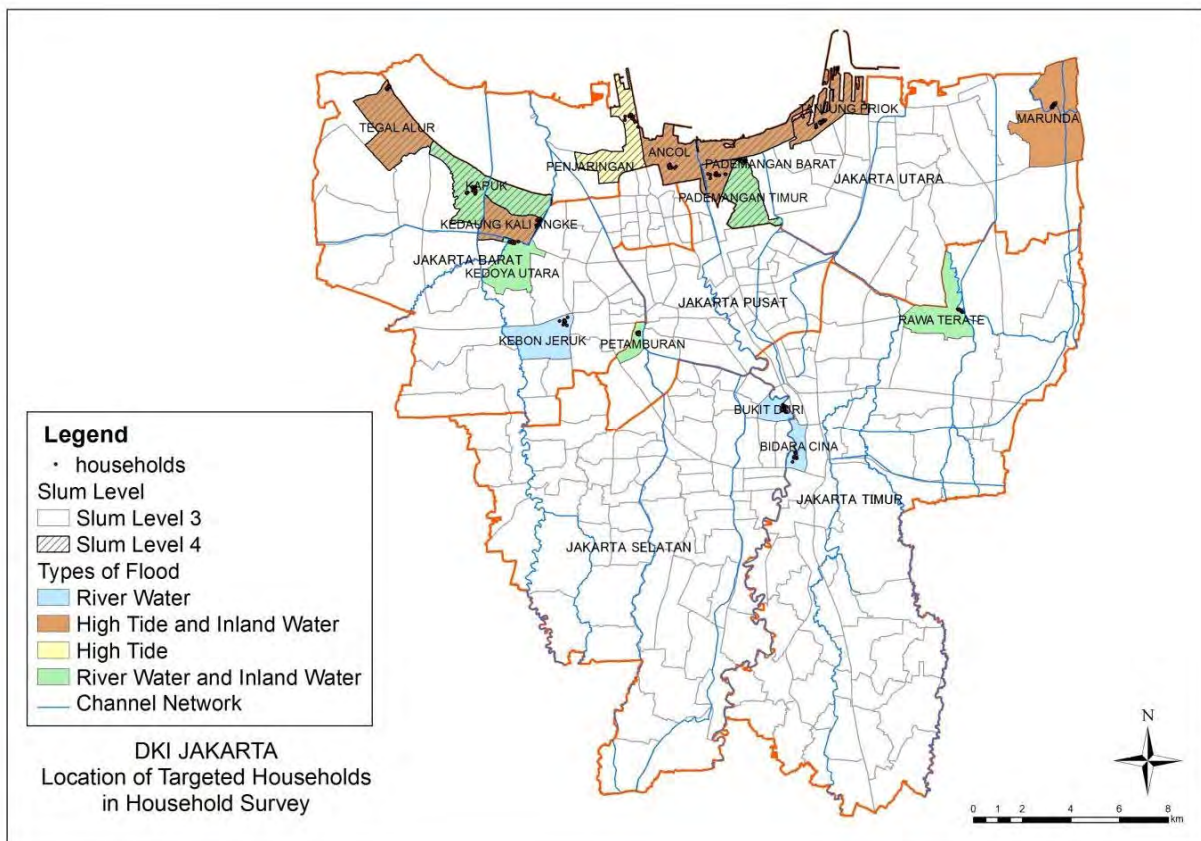 TEGAL ALUR
TANJUNG PRIOK
MARUNDA
PENJARINGAN
ANCOL
PADEMANGAN BARAT
JAKARTA UTARA
KAPUK
PADEMANGAN TIMUR
KEDAUNG KALI ANGKE
JAKARTA BARAT
KEDOYA UTARA
JAKARTA PUSAT
RAWA TERATE
KEBON JERUK
PETAMBURAN
BUKIT DURI
BIDARA CINA
JAKARTA TIMUR
JAKARTA SELATAN
Legend
households
Slum Level
Slum Level 3
Slum Level 4
Types of Flood
River Water
High Tide and Inland Water
High Tide
River Water and Inland Water
Channel Network
DKI JAKARTA
Location of Targeted Households
in Household Survey
N
0 1 2 4 6 8
km